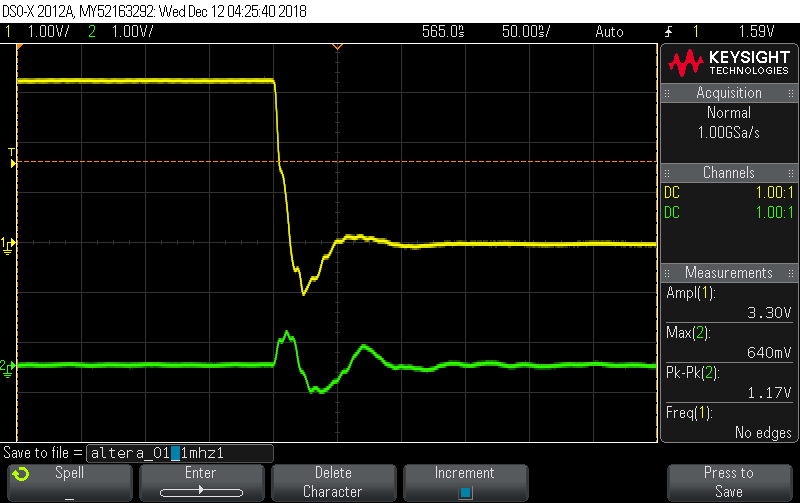 DSO-X 2012A, MY52163292: Wed Dec 12 04:25:40 2018
1 1.00V/ 2 1.00V/ 565.0ns 50.00ns/ Auto 1 1.59V
KEYSIGHT
TECHNOLOGIES
Acquisition
Normal
1.00GSa/s
Channels
DC 1.00:1
DC 1.00:1
Measurements
Ampl(1):
3.30V
Max(2):
640mV
Pk-Pk(2):
1.17V
Freq(1):
No edges
T
1
2
Save to file = altera_01_1mhz1
Spell
_
Enter
Delete
Character
Increment
Press to
Save